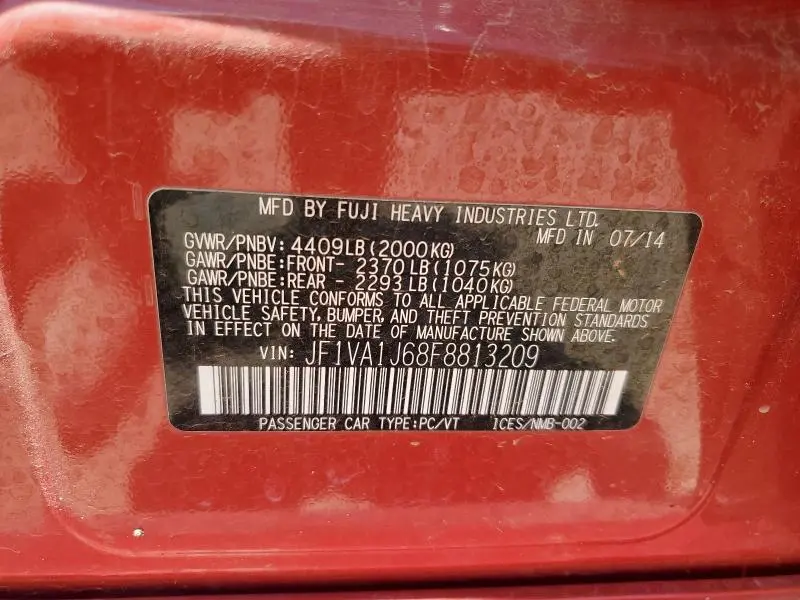 MFD BY FUJI HEAVY INDUSTRIES LTD.
MFD IN 07/14
GVWR/PNBV: 4409LB(2000KG)
GAWR/PNBE:FRONT- 2370LB(1075KG)
GAWR/PNBE:REAR - 2293LB(1040KG)
THIS VEHICLE CONFORMS TO ALL APPLICABLE FEDERAL MOTOR
VEHICLE SAFETY, BUMPER, AND THEFT PREVENTION STANDARDS
IN EFFECT ON THE DATE OF MANUFACTURE SHOWN ABOVE.
VIN: JF1VA1J68F8813209
PASSENGER CAR TYPE:PC/VT 1CES/NMB-002